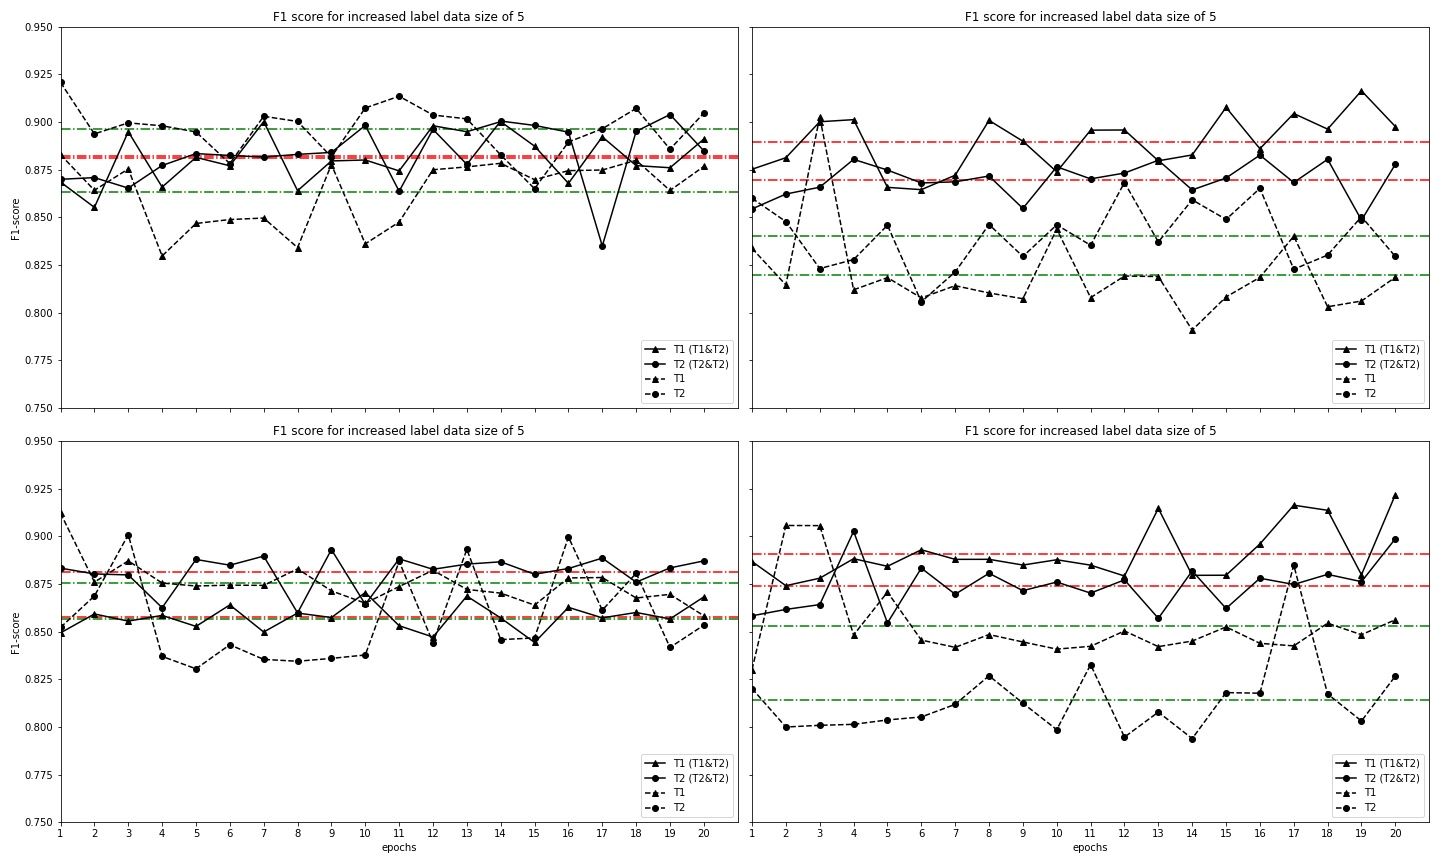 F1 score for increased label data size of 5
0.950
0.925
0.900
0.875
0.850
0.825
0.800
0.775
0.750
F1-score
T1 (T1&T2)
T2 (T2&T2)
T1
T2
F1 score for increased label data size of 5
T1 (T1&T2)
T2 (T2&T2)
T1
T2
F1 score for increased label data size of 5
0.950
0.925
0.900
0.875
0.850
0.825
0.800
0.775
0.750
F1-score
T1 (T1&T2)
T2 (T2&T2)
T1
T2
1 2 3 4 5 6 7 8 9 10 11 12 13 14 15 16 17 18 19 20
epochs
F1 score for increased label data size of 5
T1 (T1&T2)
T2 (T2&T2)
T1
T2
1 2 3 4 5 6 7 8 9 10 11 12 13 14 15 16 17 18 19 20
epochs